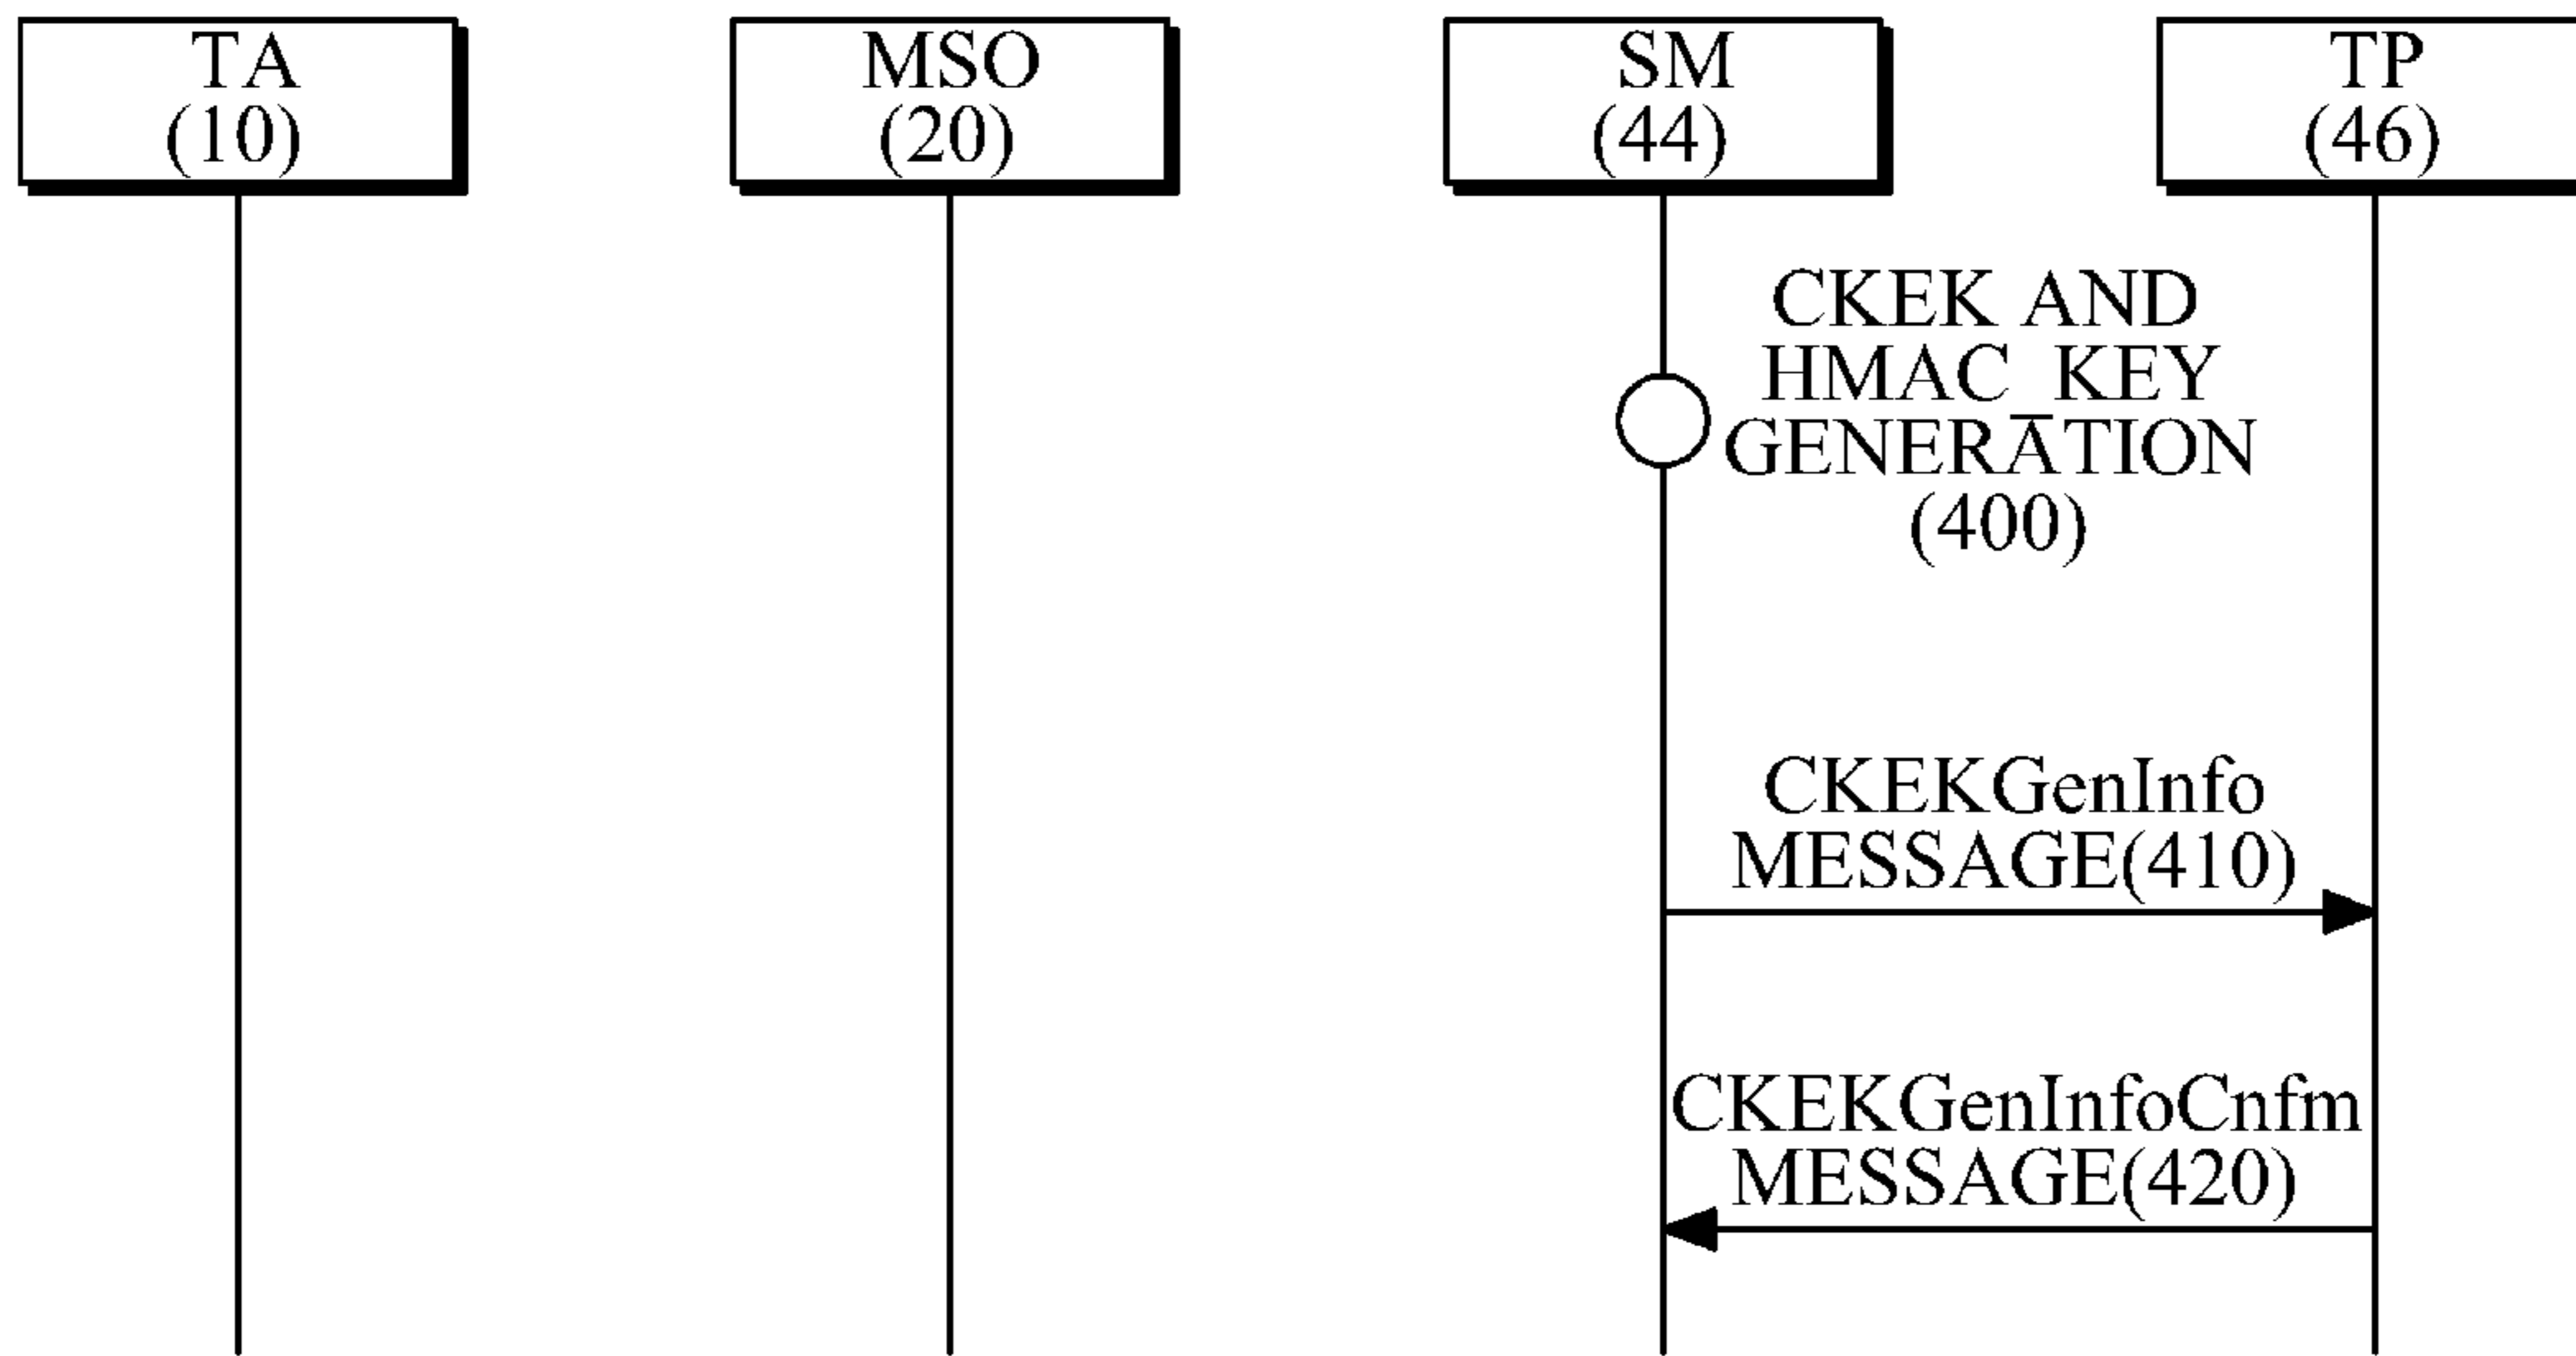 TA
(10)
MSO
(20)
SM
(44)
TP
(46)
CKEK AND
HMAC_KEY
GENERATION
(400)
CKEKGenInfo
MESSAGE(410)
CKEKGenInfoCnfm
MESSAGE(420)